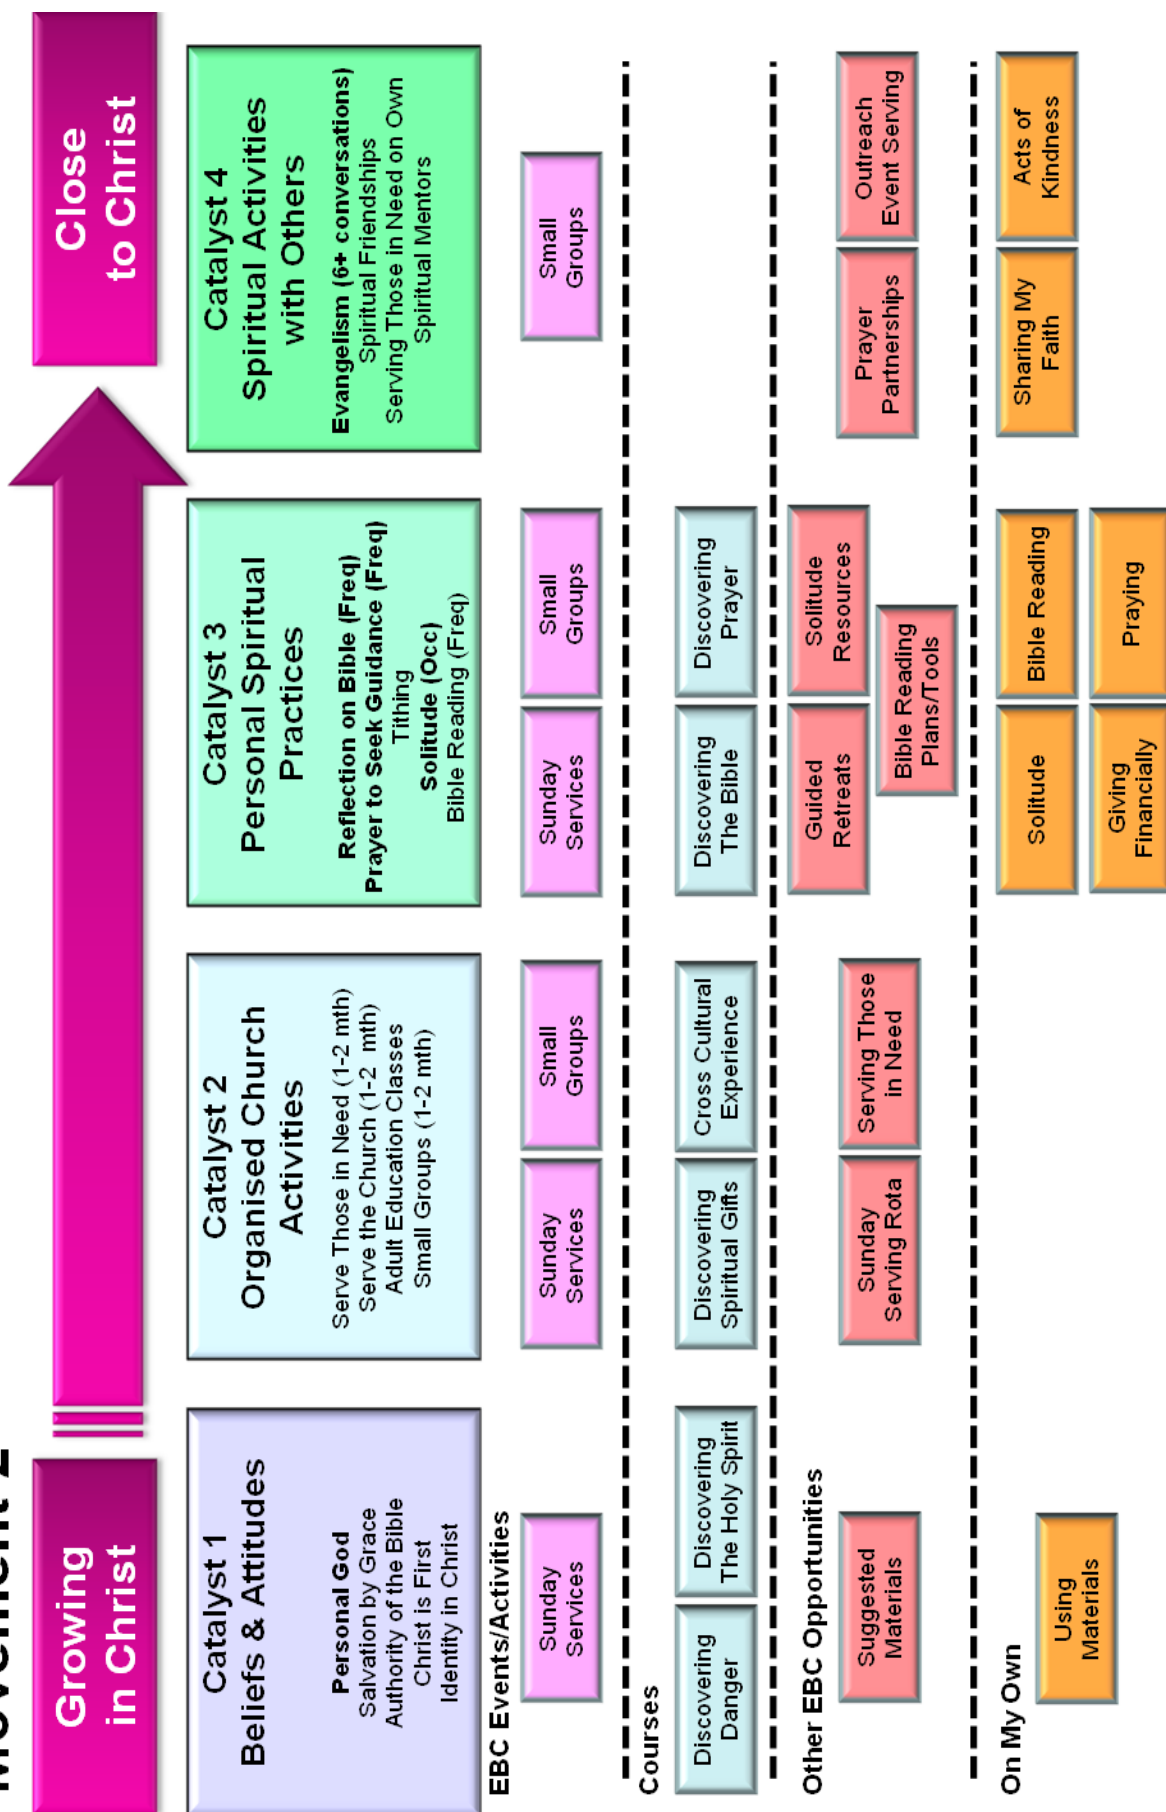 Movement 2
Growing
in Christ
Close
to Christ
Catalyst 1
Beliefs & Attitudes
Personal God
Salvation by Grace
Authority of the Bible
Christ is First
Identity in Christ
Catalyst 2
Organised Church
Activities
Serve Those in Need (1-2 mth)
Serve the Church (1-2 mth)
Adult Education Classes
Small Groups (1-2 mth)
Catalyst 3
Personal Spiritual
Practices
Reflection on Bible (Freq)
Prayer to Seek Guidance (Freq)
Tithing
Solitude (Occ)
Bible Reading (Freq)
Catalyst 4
Spiritual Activities
with Others
Evangelism (6+ conversations)
Spiritual Friendships
Serving Those in Need on Own
Spiritual Mentors
EBC Events/Activities
Sunday
Services
Sunday
Services
Small
Groups
Sunday
Services
Small
Groups
Small
Groups
Courses
Discovering
Danger
Discovering
The Holy Spirit
Discovering
Spiritual Gifts
Cross Cultural
Experience
Discovering
The Bible
Discovering
Prayer
Other EBC Opportunities
Suggested
Materials
Sunday
Serving Rota
Serving Those
in Need
Guided
Retreats
Solitude
Resources
Bible Reading
Plans/Tools
Prayer
Partnerships
Outreach
Event Serving
On My Own
Using
Materials
Solitude
Bible Reading
Giving
Financially
Praying
Sharing My
Faith
Acts of
Kindness